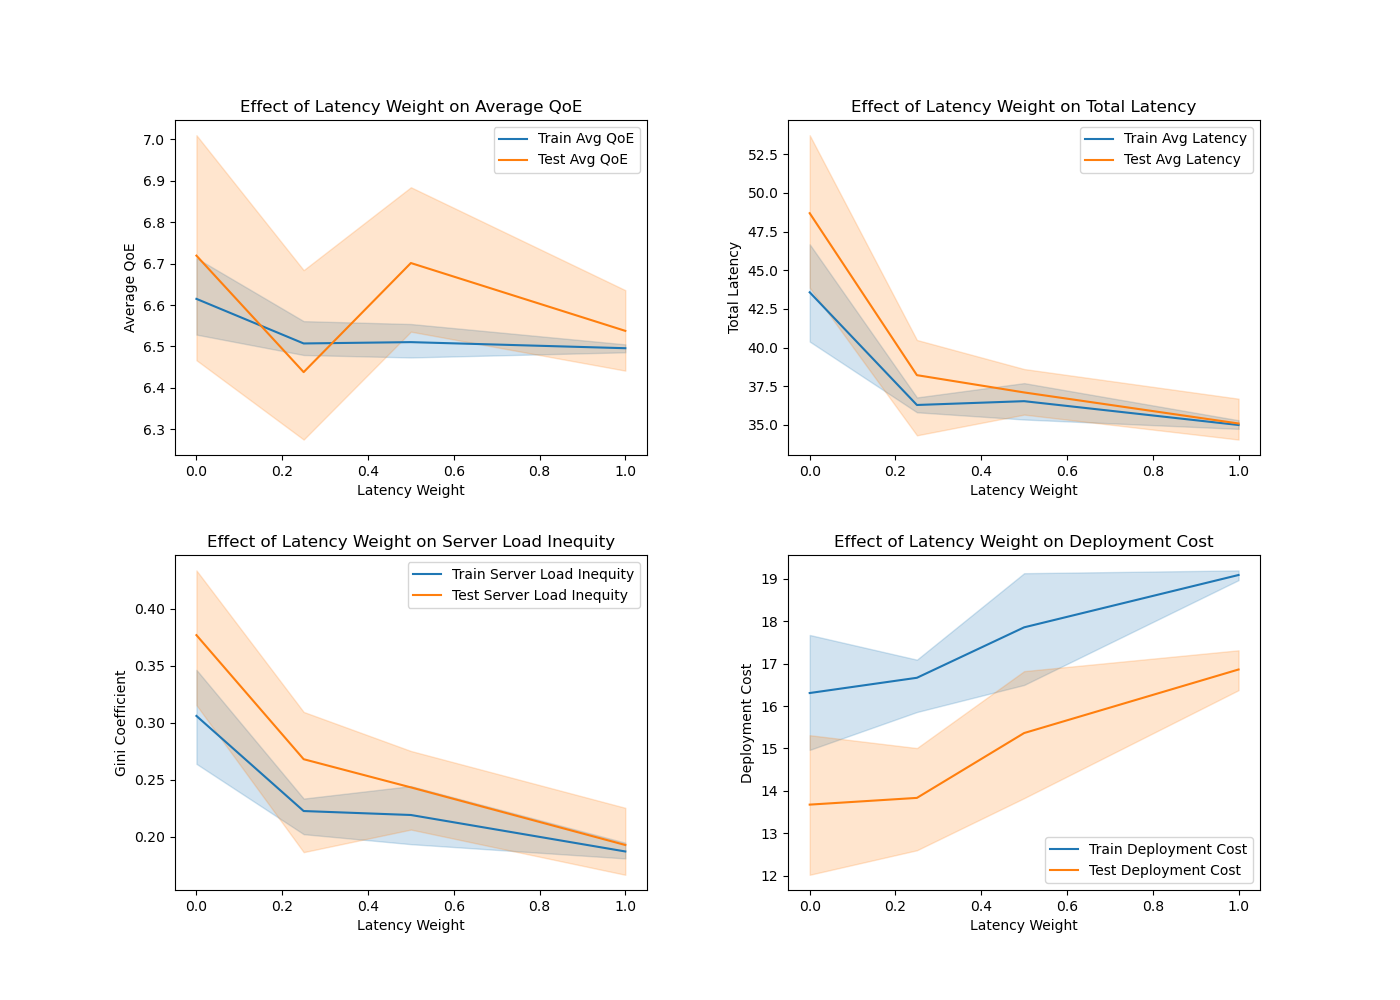 Effect of Latency Weight on Average QoE
Train Avg QoE
Test Avg QoE
7.0
6.9
6.8
6.7
6.6
6.5
6.4
6.3
Average QoE
0.0 0.2 0.4 0.6 0.8 1.0
Latency Weight
Effect of Latency Weight on Total Latency
Train Avg Latency
Test Avg Latency
52.5
50.0
47.5
45.0
42.5
40.0
37.5
35.0
Total Latency
0.0 0.2 0.4 0.6 0.8 1.0
Latency Weight
Effect of Latency Weight on Server Load Inequity
Train Server Load Inequity
Test Server Load Inequity
0.40
0.35
0.30
0.25
0.20
Gini Coefficient
0.0 0.2 0.4 0.6 0.8 1.0
Latency Weight
Effect of Latency Weight on Deployment Cost
19
18
17
16
15
14
13
12
Deployment Cost
Train Deployment Cost
Test Deployment Cost
0.0 0.2 0.4 0.6 0.8 1.0
Latency Weight